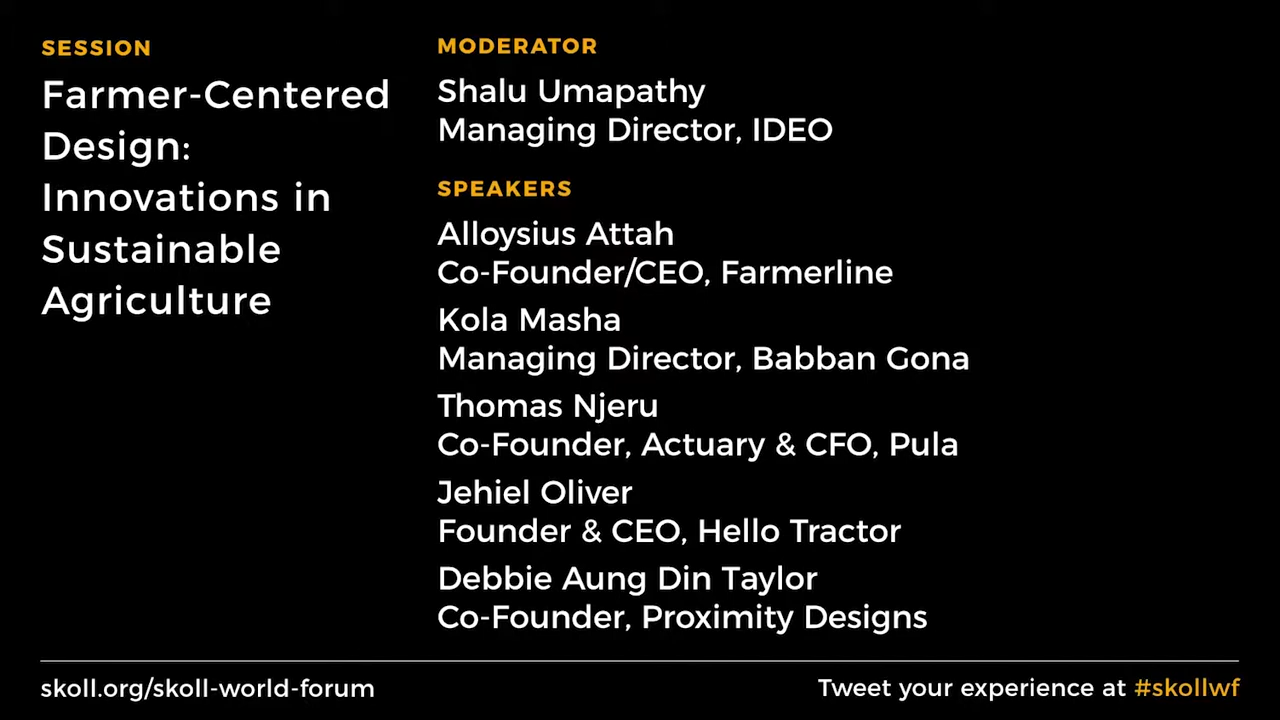 SESSION
Farmer-Centered
Design:
Innovations in
Sustainable
Agriculture
MODERATOR
Shalu Umapathy
Managing Director, IDEO
SPEAKERS
Alloysius Attah
Co-Founder/CEO, Farmerline
Kola Masha
Managing Director, Babban Gona
Thomas Njeru
Co-Founder, Actuary & CFO, Pula
Jehiel Oliver
Founder & CEO, Hello Tractor
Debbie Aung Din Taylor
Co-Founder, Proximity Designs
skoll.org/skoll-world-forum
Tweet your experience at #skollwf